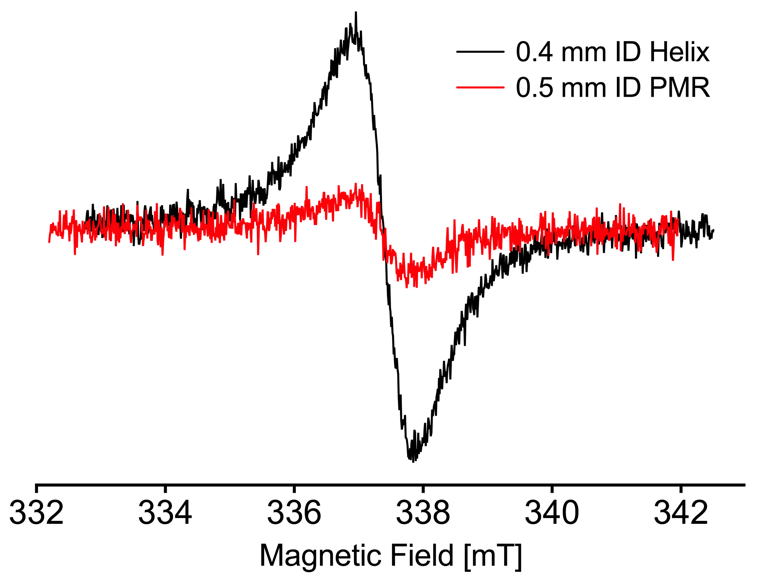 0.4 mm ID Helix
0.5 mm ID PMR
332 334 336 338 340 342
Magnetic Field [mT]